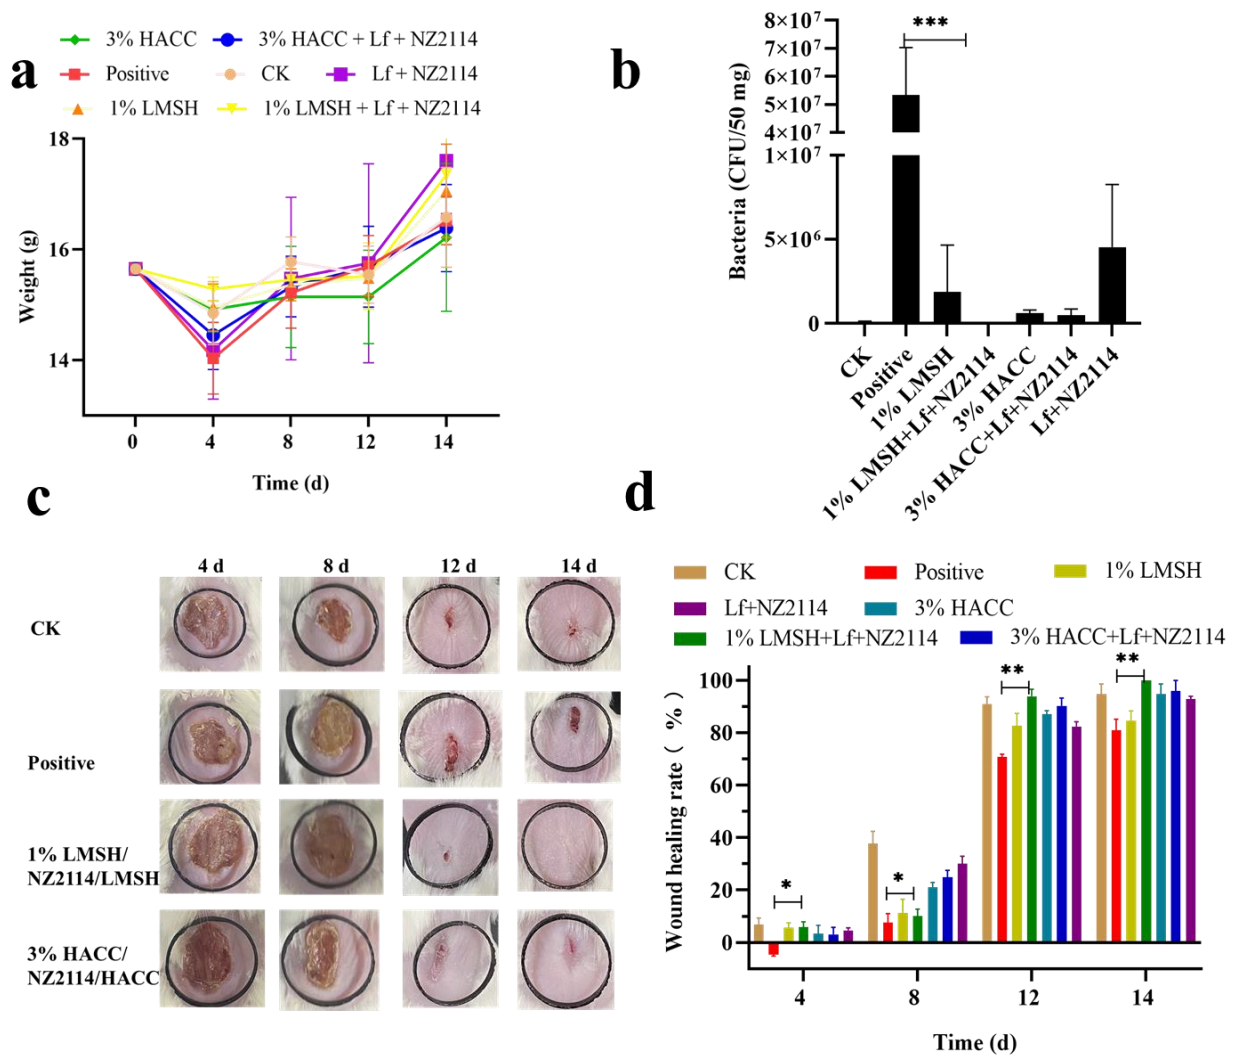 a
3% HACC
3% HACC + Lf + NZ2114
Positive
CK
Lf + NZ2114
1% LMSH
1% LMSH + Lf + NZ2114
Weight (g)
18
16
14
0
4
8
12
14
Time (d)
b
Bacteria (CFU/50 mg)
8×10⁷
7×10⁷
6×10⁷
5×10⁷
4×10⁷
1×10⁷
5×10⁶
0
***
CK
Positive
1% LMSH
1% LMSH+Lf+NZ2114
3% HACC
3% HACC+Lf+NZ2114
Lf+NZ2114
c
4 d
8 d
12 d
14 d
CK
Positive
1% LMSH/
NZ2114/LMSH
3% HACC/
NZ2114/HACC
d
CK
Positive
1% LMSH
Lf+NZ2114
3% HACC
1% LMSH+Lf+NZ2114
3% HACC+Lf+NZ2114
Wound healing rate（ %）
100
80
60
40
20
0
*
*
**
**
4
8
12
14
Time (d)